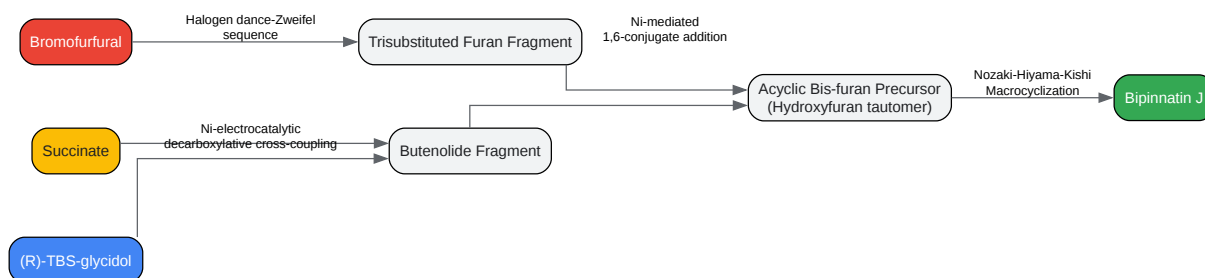 Bromofurfural
Halogen dance-Zweifel
sequence
Trisubstituted Furan Fragment
Ni-mediated
1,6-conjugate addition
Acyclic Bis-furan Precursor
(Hydroxyfuran tautomer)
Nozaki-Hiyama-Kishi
Macrocyclization
Bipinnatin J
Succinate
Ni-electrocatalytic
decarboxylative cross-coupling
Butenolide Fragment
(R)-TBS-glycidol